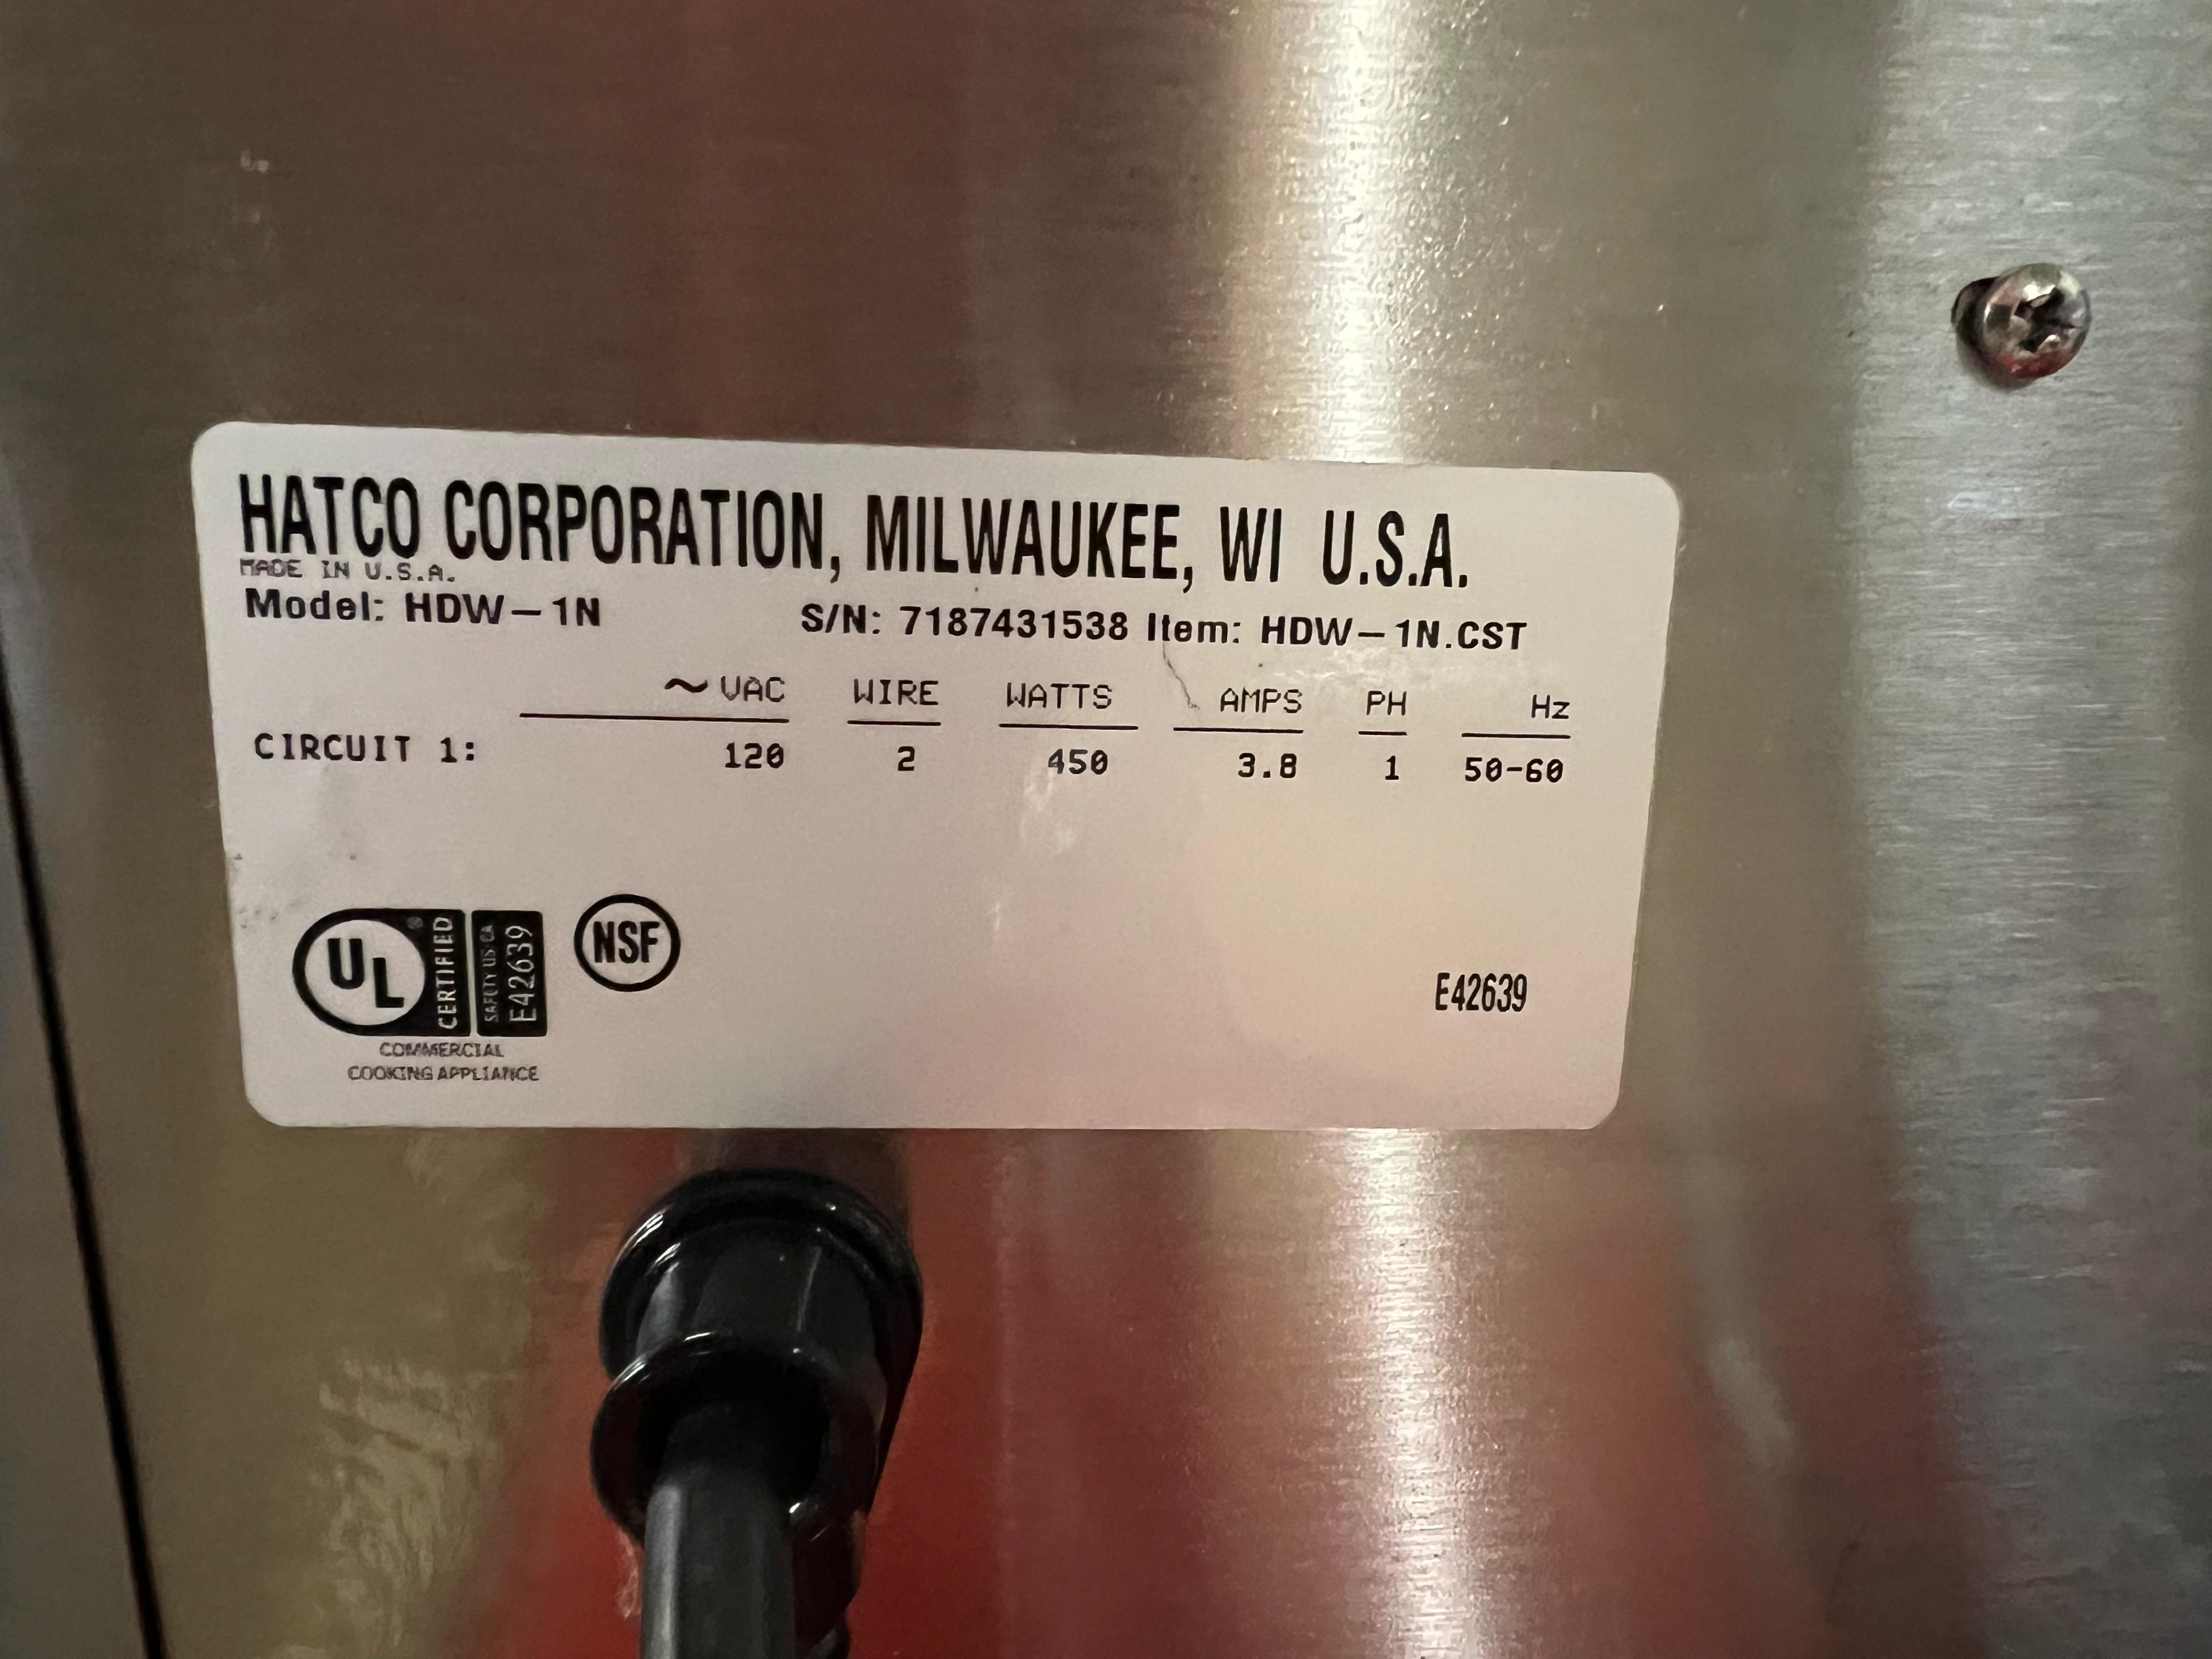 HATCO CORPORATION, MILWAUKEE, WI U.S.A.
MADE IN U.S.A.
Model: HDW-1N S/N: 7187431538 Item: HDW-1N.CST
~VAC WIRE WATTS AMPS PH Hz
CIRCUIT 1: 120 2 450 3.8 1 50-60
UL ® CERTIFIED
SAFETY US CA
E42639
NSF
E42639
COMMERCIAL
COOKING APPLIANCE